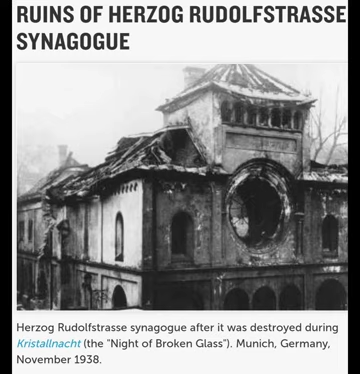 RUINS OF HERZOG RUDOLFSTRASSE
SYNAGOGUE
Herzog Rudolfstrasse synagogue after it was destroyed during
Kristallnacht (the "Night of Broken Glass"). Munich, Germany,
November 1938.